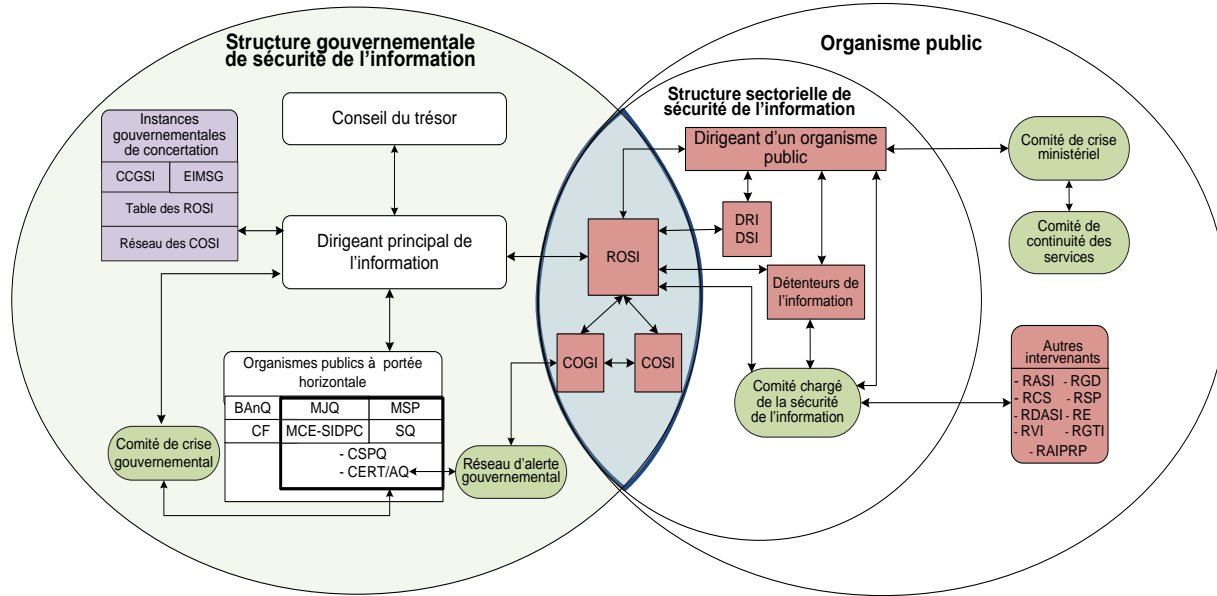 Structure gouvernementale
de sécurité de l'information
Organisme public
Structure sectorielle de
sécurité de l'information
Instances
gouvernementales
de concertation
CCGSI
EIMSG
Table des ROSI
Réseau des COSI
Conseil du trésor
Dirigeant principal de
l'information
Organismes publics à portée
horizontale
BAnQ
MJQ
MSP
CF
MCE-SIDPC
SQ
- CSPQ
- CERT/AQ
Comité de crise
gouvernemental
Réseau d'alerte
gouvernemental
ROSI
COGI
COSI
Dirigeant d'un organisme
public
DRI
DSI
Détenteurs de
l'information
Comité chargé
de la sécurité
de l'information
Comité de crise
ministériel
Comité de
continuité des
services
Autres
intervenants
- RASI - RGD
- RCS - RSP
- RDASI - RE
- RVI - RGTI
- RAIPRP